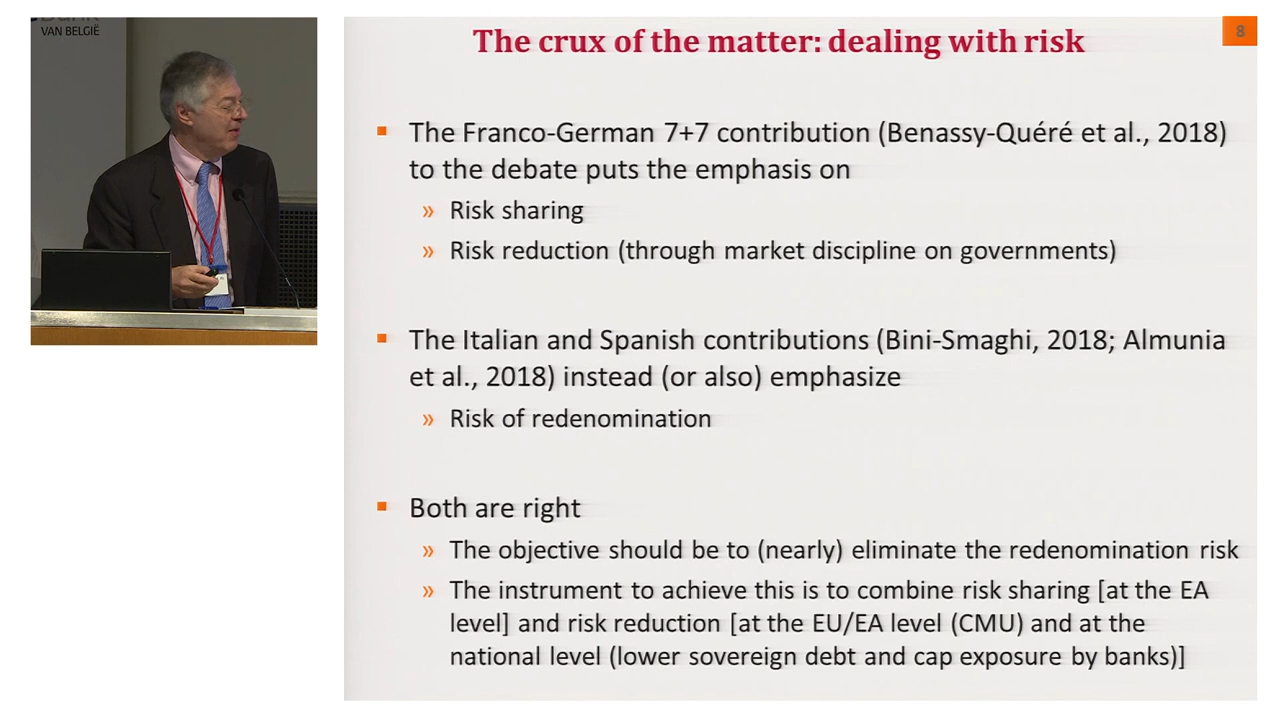 VAN BELGIË
The crux of the matter: dealing with risk
8
▪ The Franco-German 7+7 contribution (Benassy-Quéré et al., 2018)
to the debate puts the emphasis on
» Risk sharing
» Risk reduction (through market discipline on governments)
▪ The Italian and Spanish contributions (Bini-Smaghi, 2018; Almunia
et al., 2018) instead (or also) emphasize
» Risk of redenomination
▪ Both are right
» The objective should be to (nearly) eliminate the redenomination risk
» The instrument to achieve this is to combine risk sharing [at the EA
level] and risk reduction [at the EU/EA level (CMU) and at the
national level (lower sovereign debt and cap exposure by banks)]